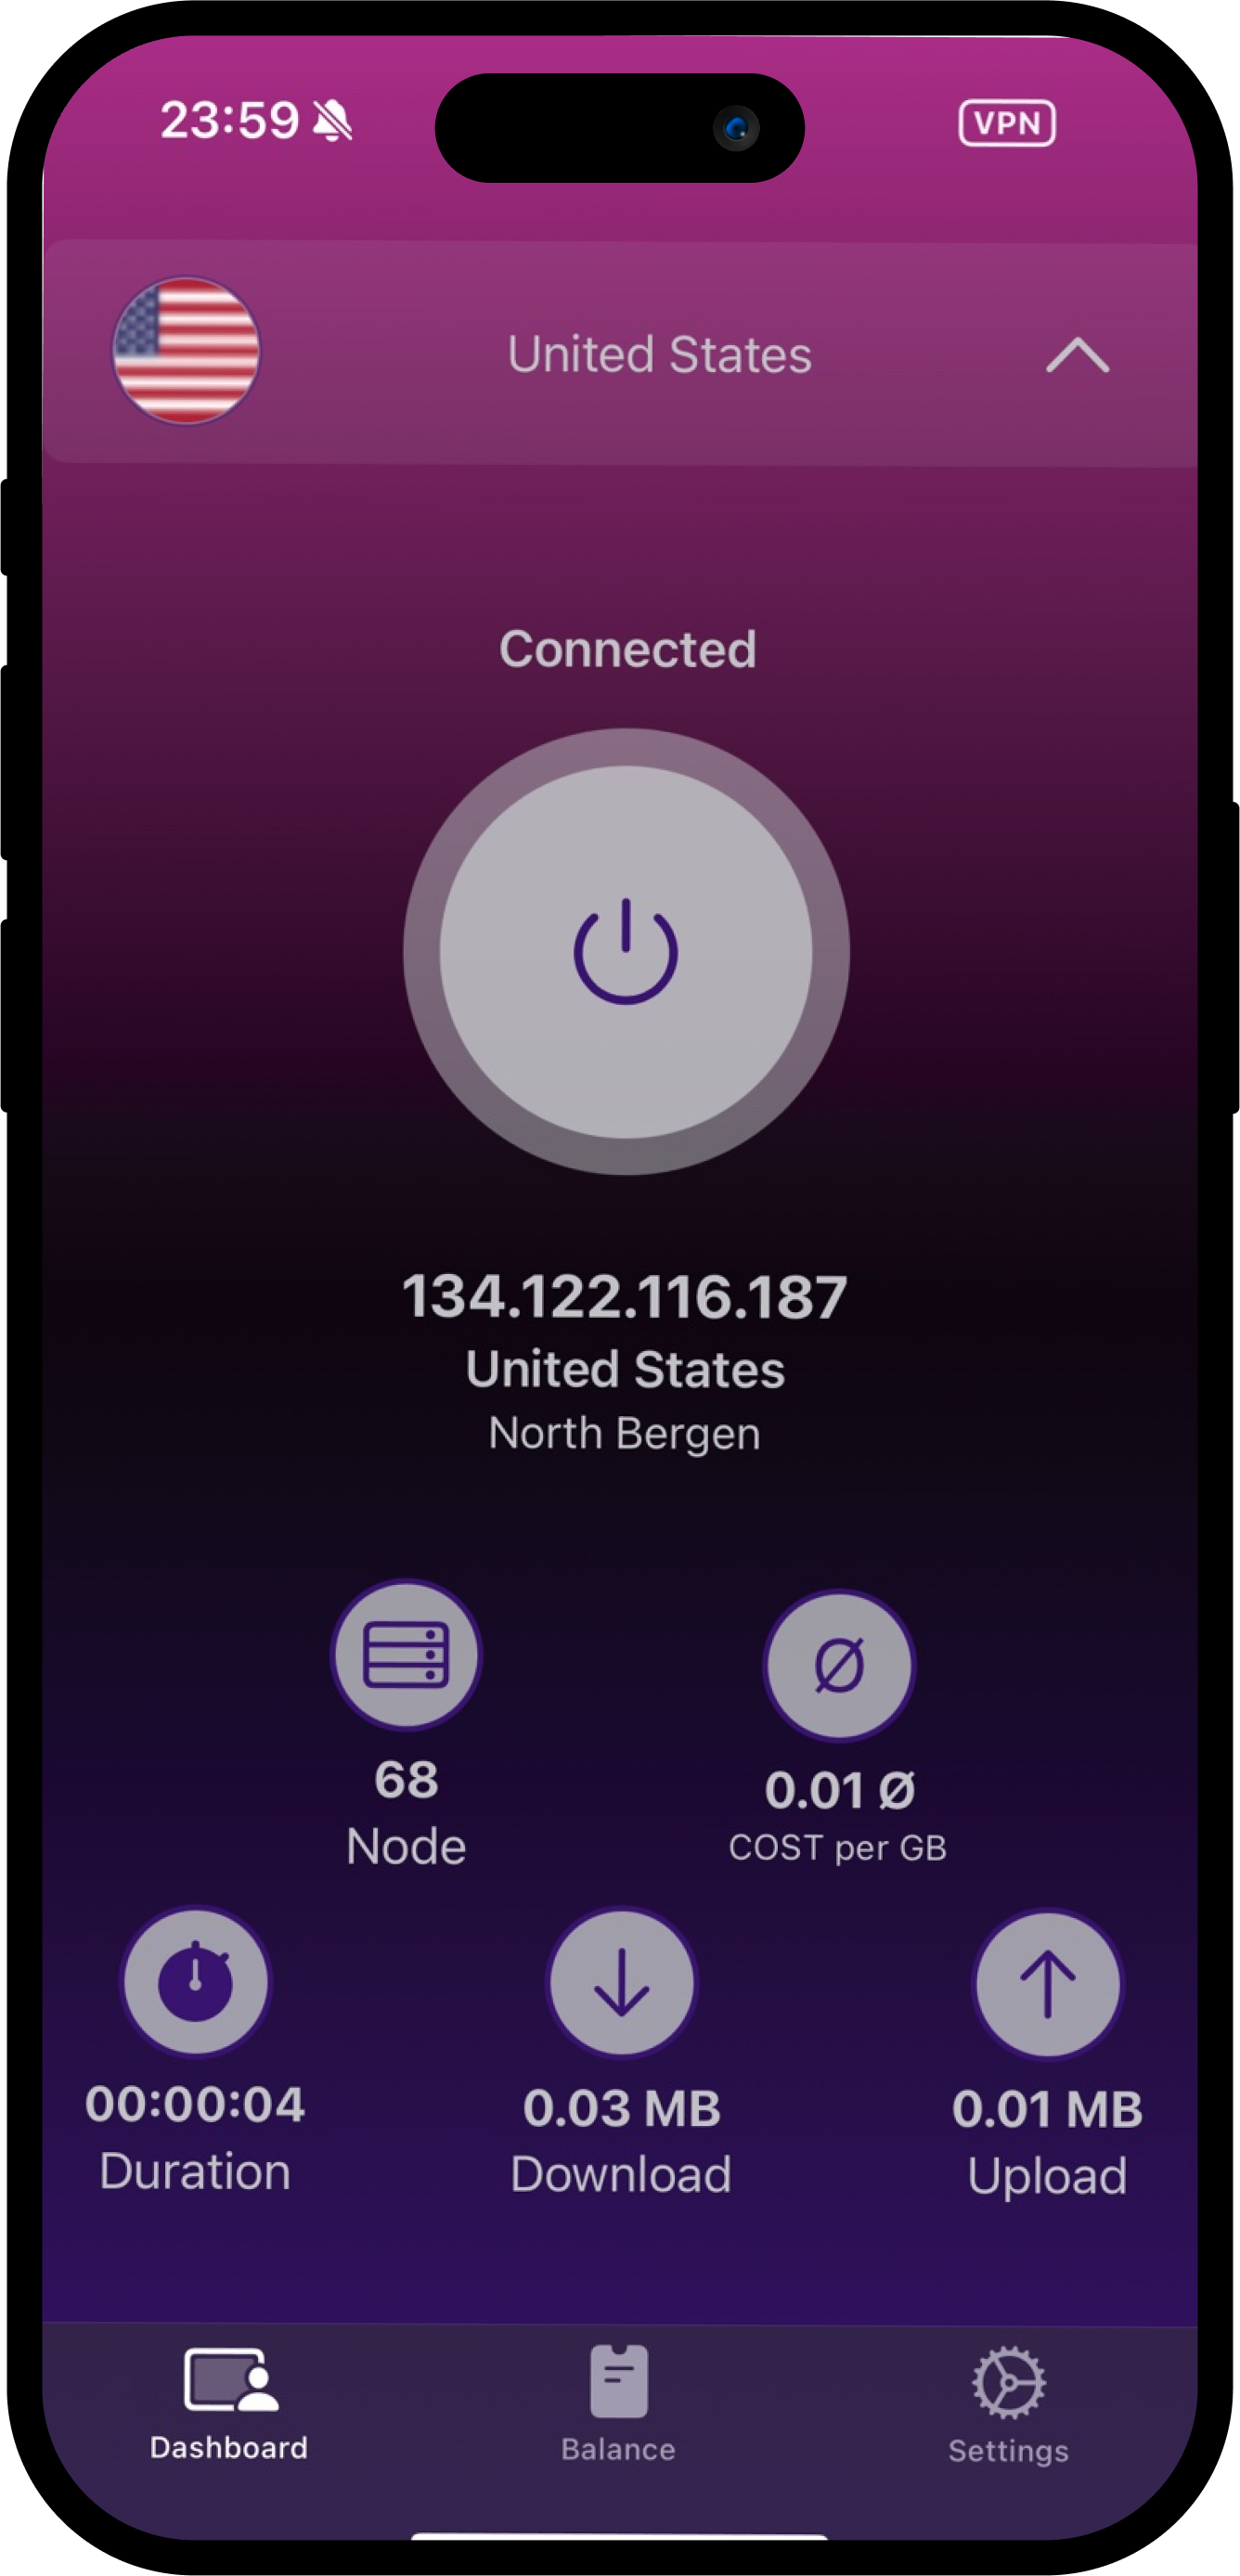 23:59
VPN
United States
Connected
134.122.116.187
United States
North Bergen
Ø
68
Node
0.01 Ø
COST per GB
00:00:04
Duration
0.03 MB
Download
0.01 MB
Upload
Dashboard
Balance
Settings